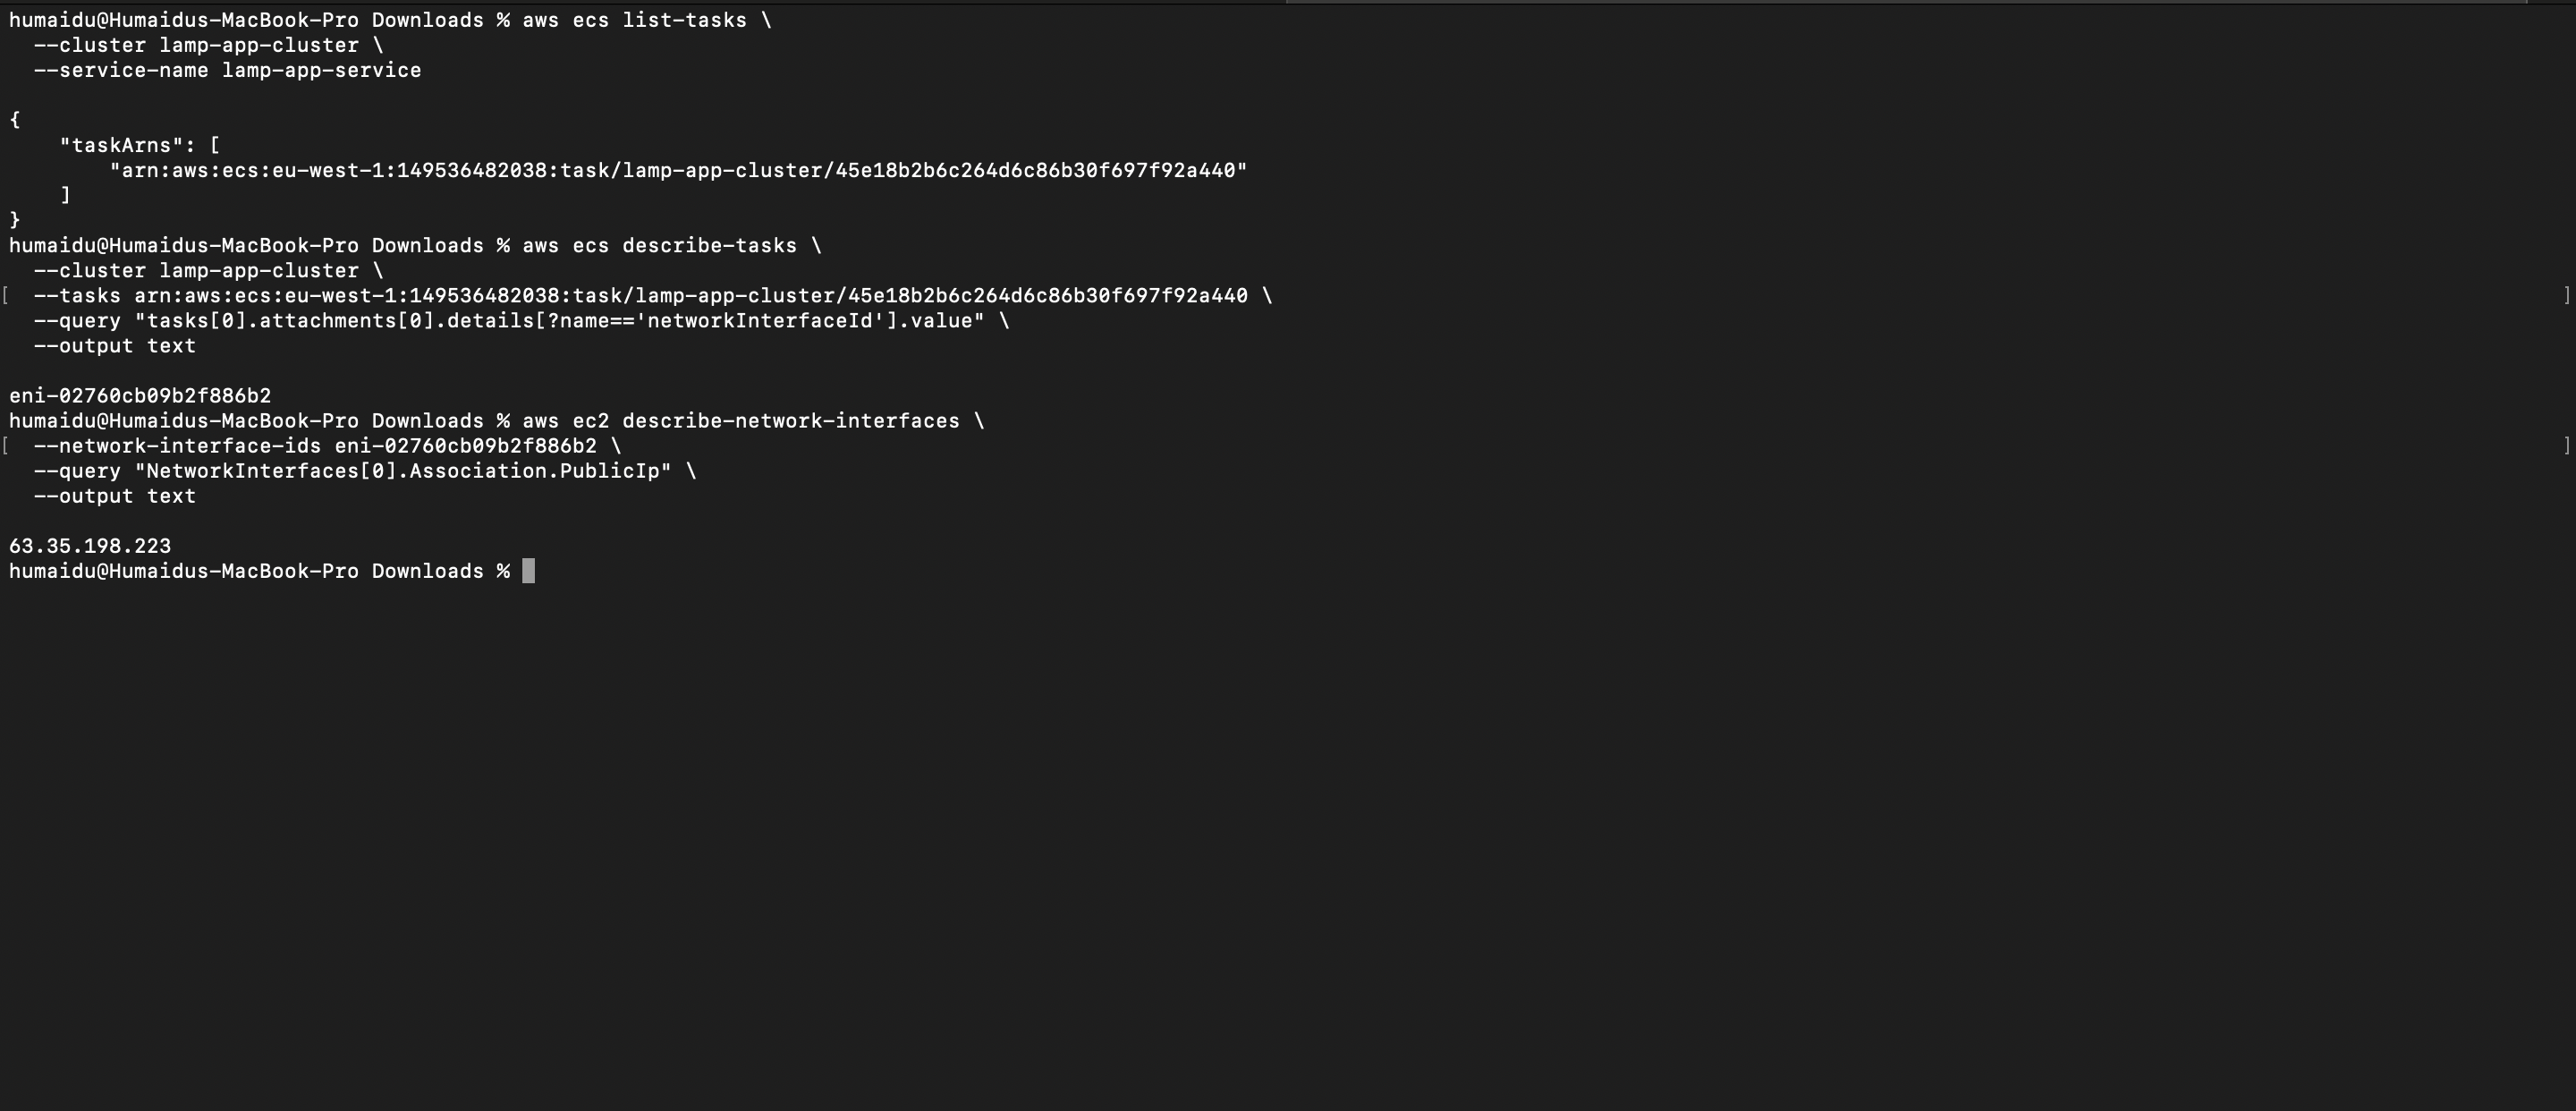 humaidu@Humaidus-MacBook-Pro Downloads % aws ecs list-tasks \
  --cluster lamp-app-cluster \
  --service-name lamp-app-service
{
    "taskArns": [
        "arn:aws:ecs:eu-west-1:149536482038:task/lamp-app-cluster/45e18b2b6c264d6c86b30f697f92a440"
    ]
}
humaidu@Humaidus-MacBook-Pro Downloads % aws ecs describe-tasks \
  --cluster lamp-app-cluster \
[  --tasks arn:aws:ecs:eu-west-1:149536482038:task/lamp-app-cluster/45e18b2b6c264d6c86b30f697f92a440 \ ]
  --query "tasks[0].attachments[0].details[?name=='networkInterfaceId'].value" \
  --output text
eni-02760cb09b2f886b2
humaidu@Humaidus-MacBook-Pro Downloads % aws ec2 describe-network-interfaces \
[  --network-interface-ids eni-02760cb09b2f886b2 \ ]
  --query "NetworkInterfaces[0].Association.PublicIp" \
  --output text
63.35.198.223
humaidu@Humaidus-MacBook-Pro Downloads %